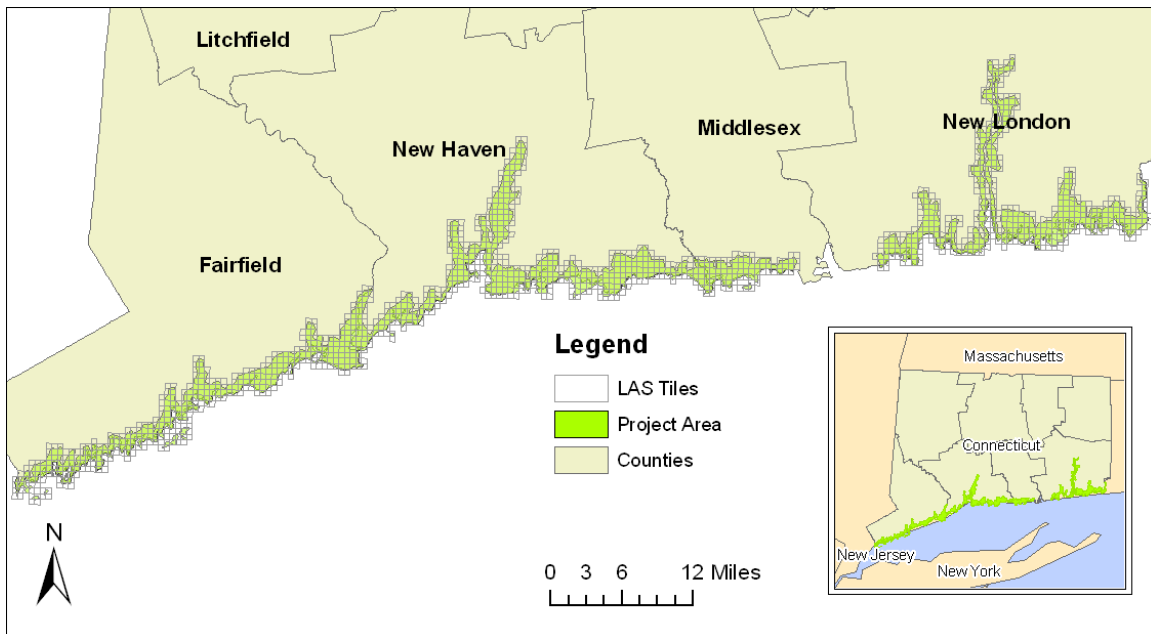 Litchfield
New Haven
Middlesex
New London
Fairfield
Legend
LAS Tiles
Project Area
Counties
N
0 3 6 12 Miles
Massachusetts
Connecticut
New Jersey
New York